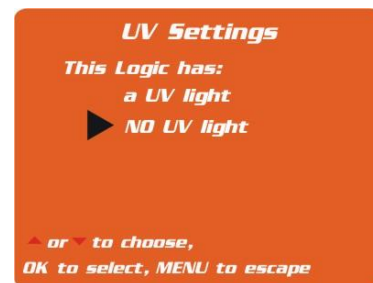 UV Settings
This Logic has:
a UV light
NO UV light
or to choose,
OK to select, MENU to escape